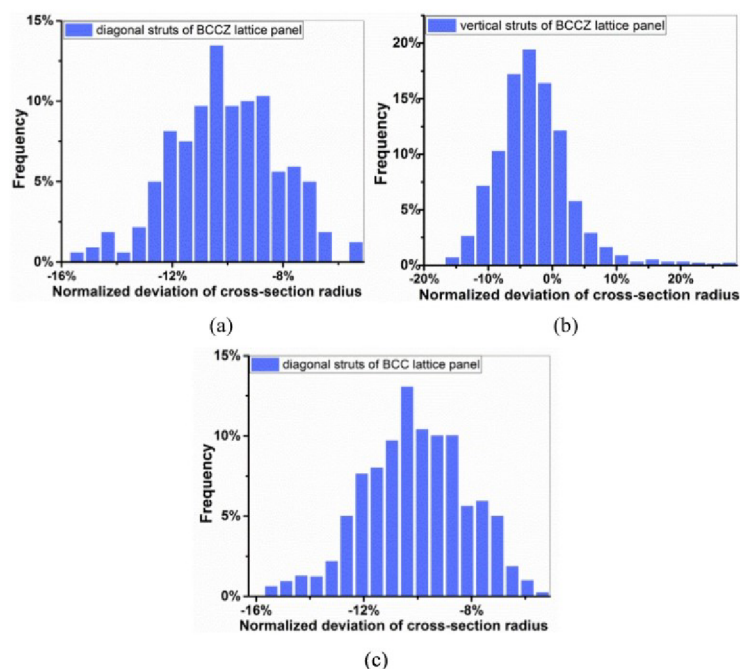 diagonal struts of BCCZ lattice panel
15%
10%
5%
0%
Frequency
-16%
-12%
-8%
Normalized deviation of cross-section radius
(a)
vertical struts of BCCZ lattice panel
20%
15%
10%
5%
0%
Frequency
-20%
-10%
0%
10%
20%
Normalized deviation of cross-section radius
(b)
diagonal struts of BCC lattice panel
15%
10%
5%
0%
Frequency
-16%
-12%
-8%
Normalized deviation of cross-section radius
(c)